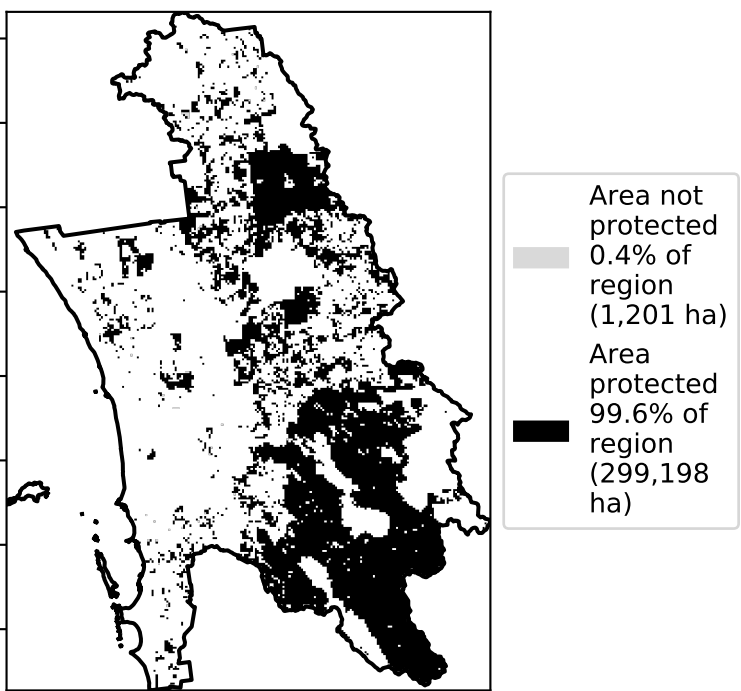 Area not
protected
0.4% of
region
(1,201 ha)
Area
protected
99.6% of
region
(299,198
ha)